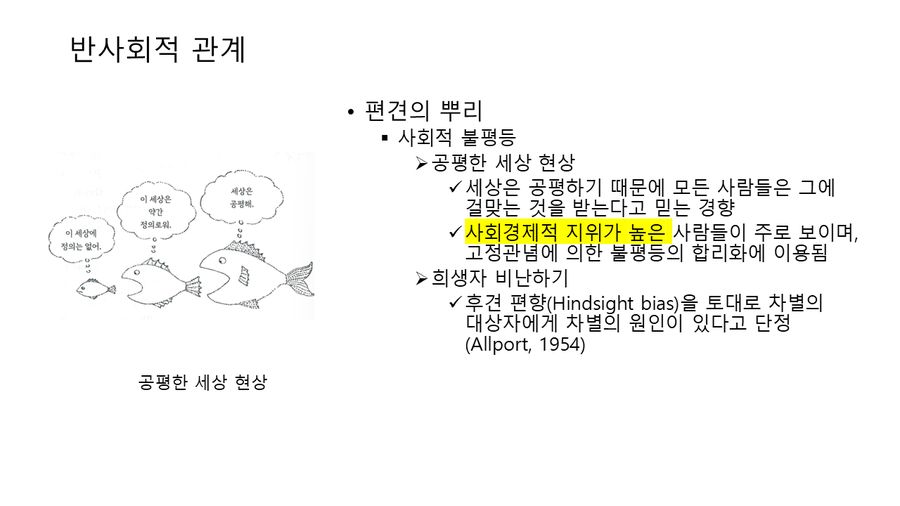 반사회적 관계
• 편견의 뿌리
▪ 사회적 불평등
➢공평한 세상 현상
✓세상은 공평하기 때문에 모든 사람들은 그에
걸맞는 것을 받는다고 믿는 경향
✓사회경제적 지위가 높은 사람들이 주로 보이며,
고정관념에 의한 불평등의 합리화에 이용됨
➢희생자 비난하기
✓후견 편향(Hindsight bias)을 토대로 차별의
대상자에게 차별의 원인이 있다고 단정
(Allport, 1954)
이 세상에
정의는 없어.
이 세상은
약간
정의로워.
세상은
공평해.
공평한 세상 현상